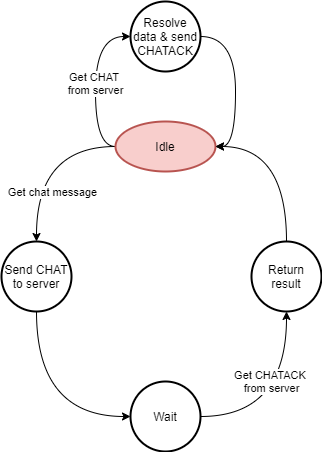 Resolve
data & send
CHATACK
Get CHAT
from server
Idle
Get chat message
Send CHAT
to server
Return
result
Get CHATACK
from server
Wait